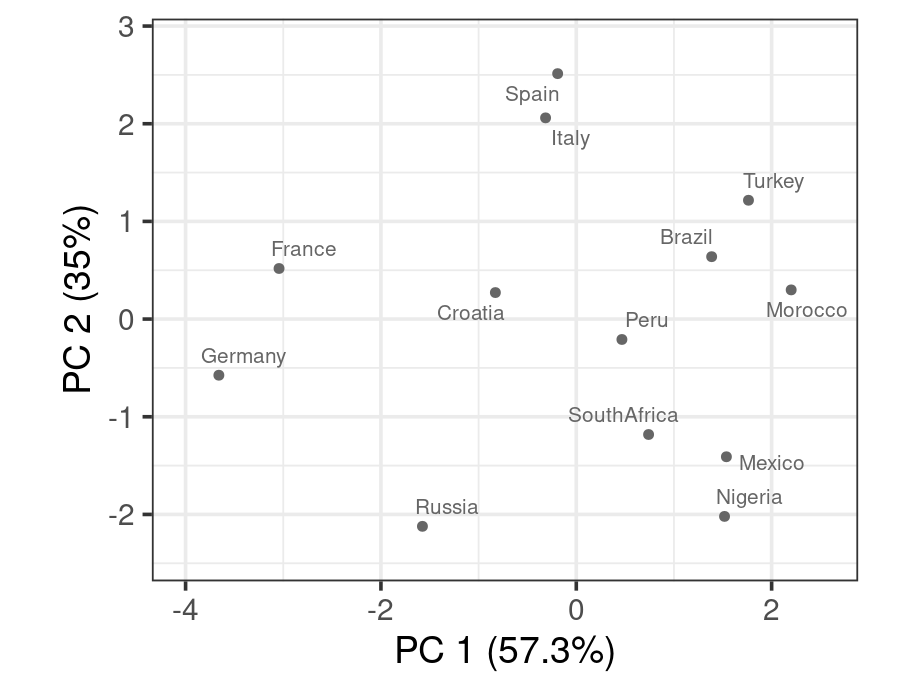 3
Spain
2
Italy
Turkey
1
Brazil
France
Morocco
Croatia
0
Peru
Germany
-1
SouthAfrica
Mexico
Nigeria
-2
Russia
-4
-2
0
2
PC 2 (35%)
PC 1 (57.3%)